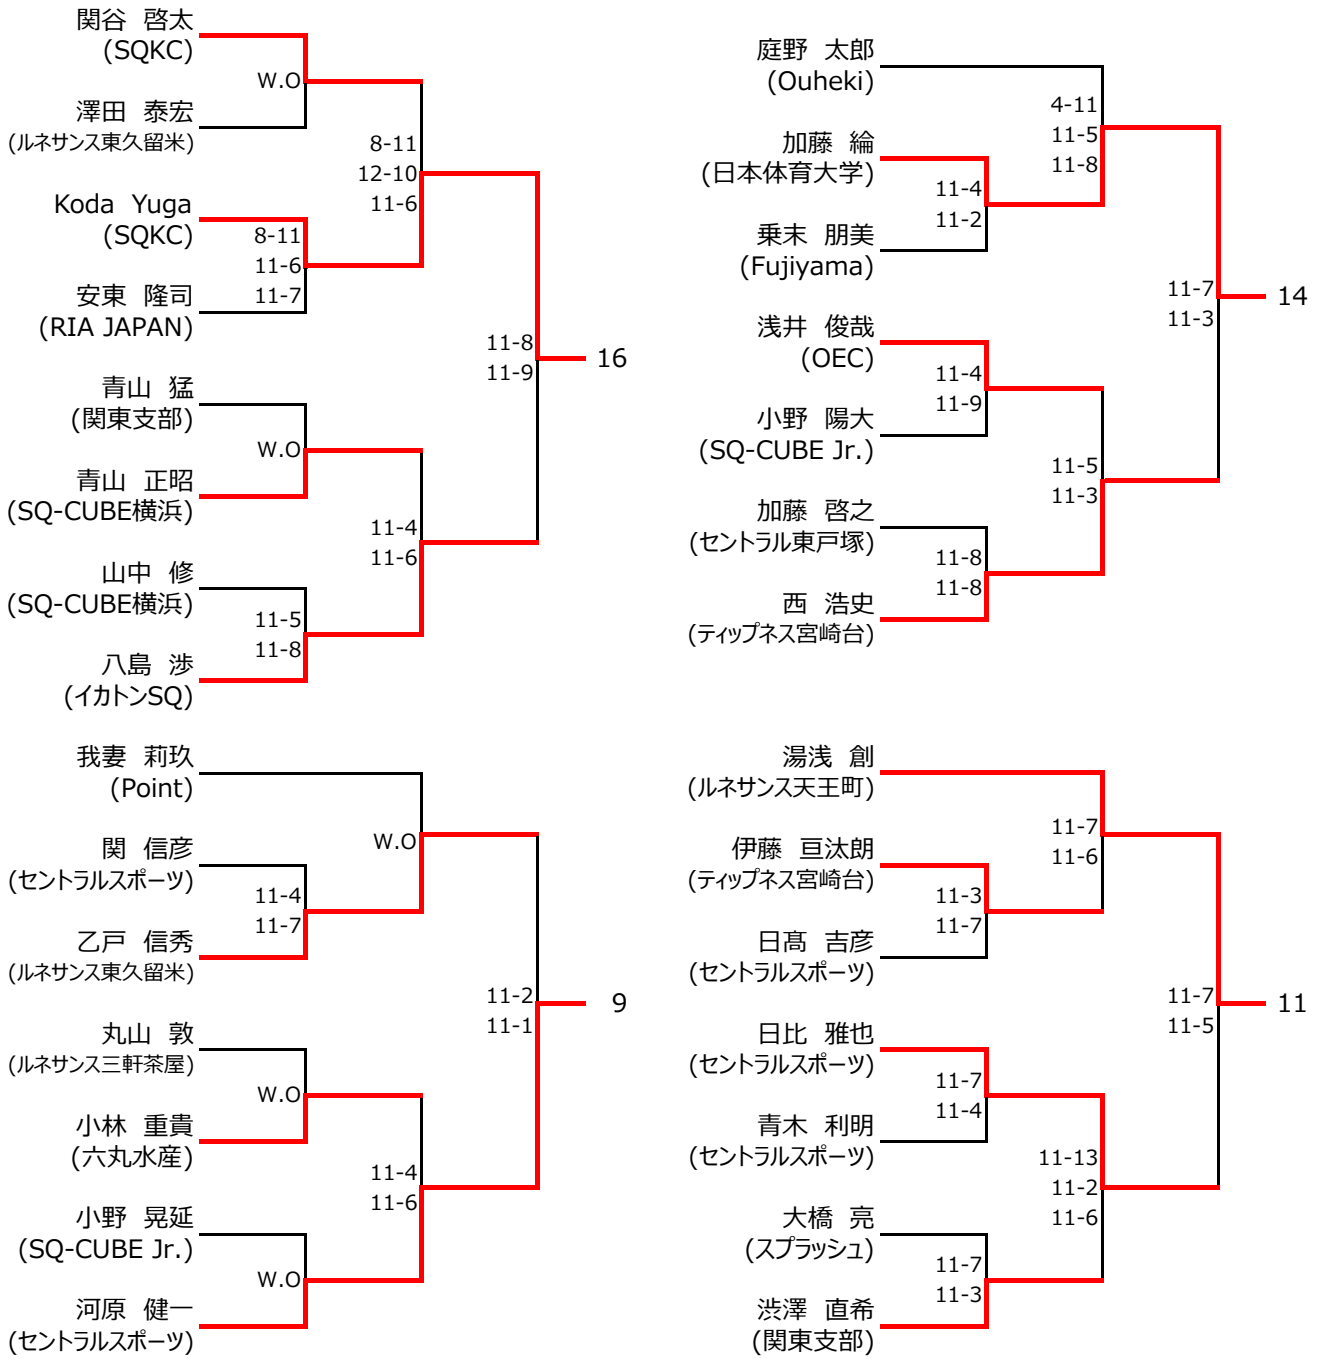 関谷 啓太
(SQKC)
W.O
澤田 泰宏
(ルネサンス東久留米)
8-11
12-10
11-6
Koda Yuga
(SQKC)
8-11
11-6
11-7
安東 隆司
(RIA JAPAN)
11-8
11-9
16
青山 猛
(関東支部)
W.O
青山 正昭
(SQ-CUBE横浜)
11-4
11-6
山中 修
(SQ-CUBE横浜)
11-5
11-8
八島 渉
(イカトンSQ)
庭野 太郎
(Ouheki)
4-11
11-5
11-8
加藤 綸
(日本体育大学)
11-4
11-2
乗末 朋美
(Fujiyama)
11-7
11-3
14
浅井 俊哉
(OEC)
11-4
11-9
小野 陽大
(SQ-CUBE Jr.)
11-5
11-3
加藤 啓之
(セントラル東戸塚)
11-8
11-8
西 浩史
(ティップネス宮崎台)
我妻 莉玖
(Point)
W.O
関 信彦
(セントラルスポーツ)
11-4
11-7
乙戸 信秀
(ルネサンス東久留米)
11-2
11-1
9
丸山 敦
(ルネサンス三軒茶屋)
W.O
小林 重貴
(六丸水産)
11-4
11-6
小野 晃延
(SQ-CUBE Jr.)
W.O
河原 健一
(セントラルスポーツ)
湯浅 創
(ルネサンス天王町)
11-7
11-6
伊藤 亘汰朗
(ティップネス宮崎台)
11-3
11-7
日髙 吉彦
(セントラルスポーツ)
11-7
11-5
11
日比 雅也
(セントラルスポーツ)
11-7
11-4
青木 利明
(セントラルスポーツ)
11-13
11-2
11-6
大橋 亮
(スプラッシュ)
11-7
11-3
渋澤 直希
(関東支部)